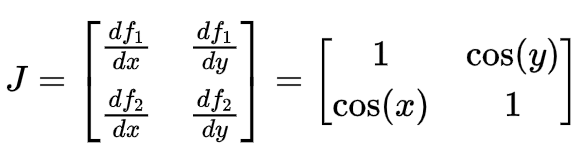 J = [ df₁/dx df₁/dy ; df₂/dx df₂/dy ] = [ 1 cos(y) ; cos(x) 1 ]